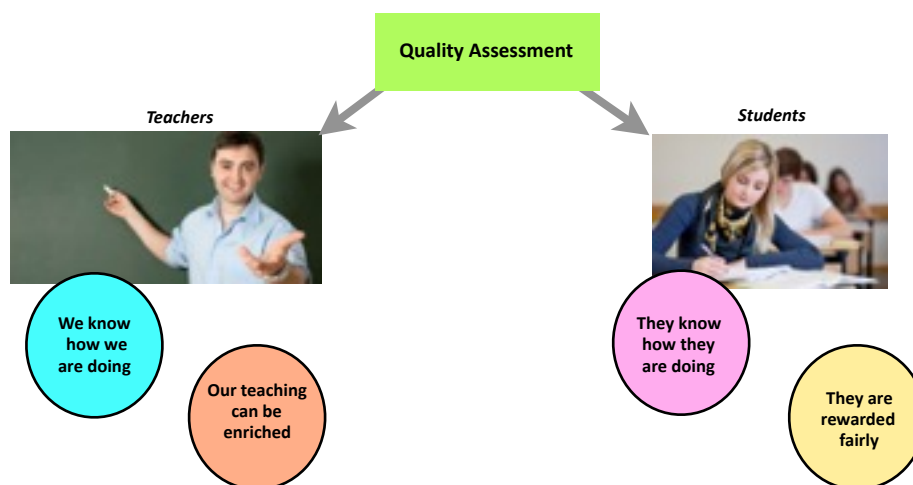 Quality Assessment
Teachers
Students
We know
how we
are doing
Our teaching
can be
enriched
They know
how they
are doing
They are
rewarded
fairly